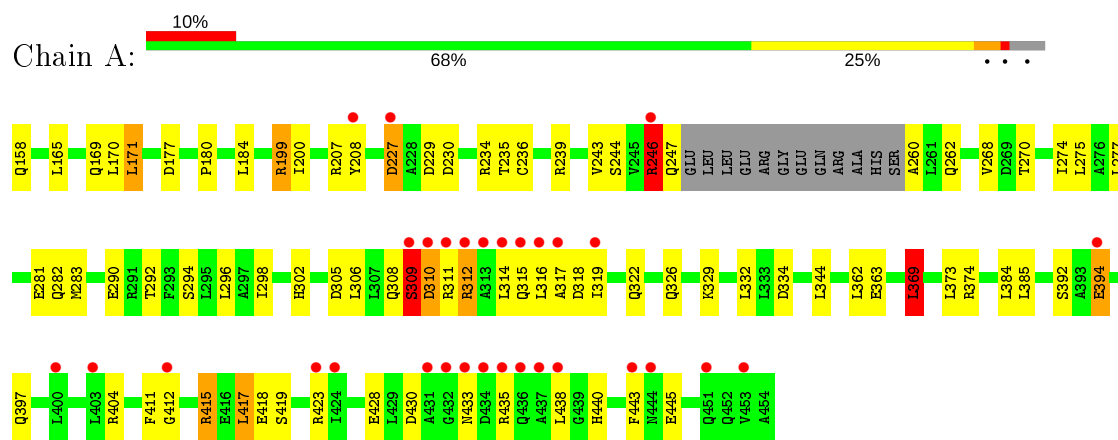 10%
Chain A:
68% 25% • • •
Q158 L165 Q169 L170 L171 D177 P180 L184 R199 I200 R207 Y208 D227 A228 D229 D230 R234 T235 C236 R239 V243 S244 V245 R246 Q247 GLU LEU LEU GLU ARG GLY GLU GLN ARG ALA HIS SER A260 L261 Q262 V268 D269 T270 I274 L275 A276 L277
E281 Q282 M283 E290 R291 T292 F293 S294 L295 L296 A297 I298 H302 D305 L306 L307 Q308 S309 D310 R311 R312 A313 L314 Q315 L316 A317 D318 I319 Q322 Q326 K329 L332 L333 D334 L344 L362 E363 L369 L373 R374 L384 L385 S392 A393 E394
Q397 L400 L403 R404 F411 G412 R415 E416 L417 E418 S419 R423 I424 E428 L429 D430 A431 G432 N433 D434 R435 Q436 A437 L438 G439 H440 F443 N444 E445 Q451 Q452 V453 A454